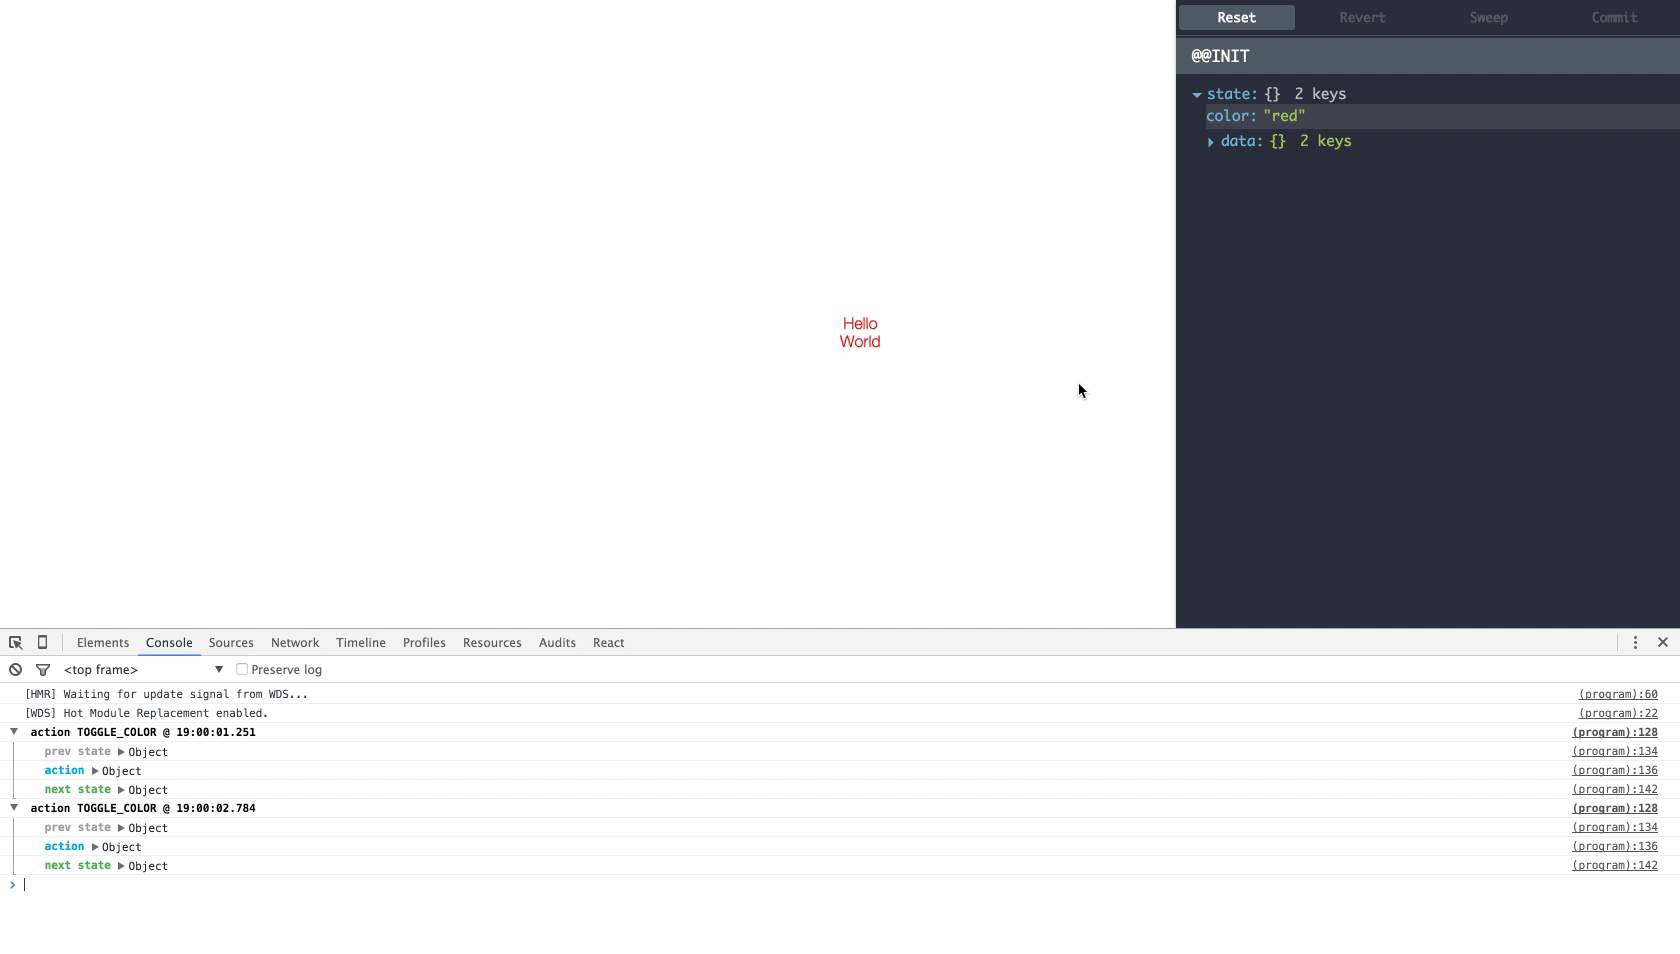 Reset Revert Sweep Commit
@@INIT
state: {} 2 keys
color: "red"
data: {} 2 keys
Hello
World
Elements Console Sources Network Timeline Profiles Resources Audits React
<top frame> Preserve log
[HMR] Waiting for update signal from WDS... (program):60
[WDS] Hot Module Replacement enabled. (program):22
action TOGGLE_COLOR @ 19:00:01.251 (program):128
prev state Object (program):134
action Object (program):136
next state Object (program):142
action TOGGLE_COLOR @ 19:00:02.784 (program):128
prev state Object (program):134
action Object (program):136
next state Object (program):142